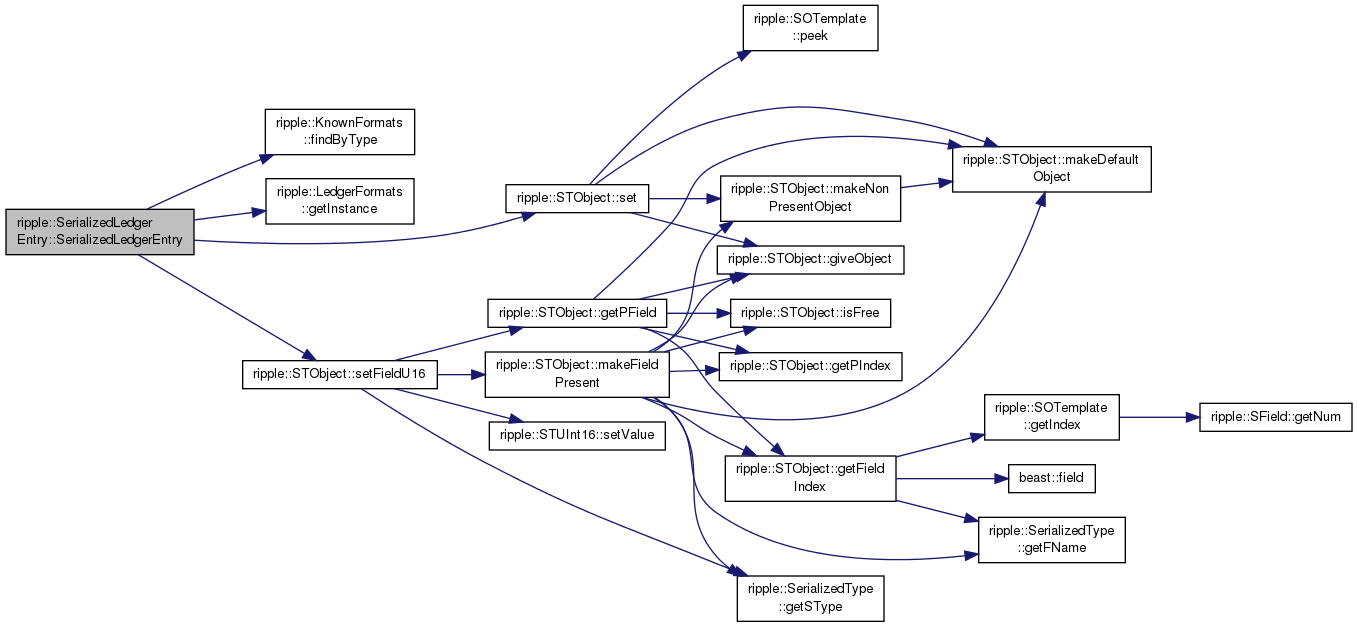 ripple::SOTemplate
::peek
ripple::KnownFormats
::findByType
ripple::STObject::makeDefault
Object
ripple::LedgerFormats
::getInstance
ripple::STObject::set
ripple::STObject::makeNon
PresentObject
ripple::SerializedLedger
Entry::SerializedLedgerEntry
ripple::STObject::giveObject
ripple::STObject::getPField
ripple::STObject::isFree
ripple::STObject::setFieldU16
ripple::STObject::makeField
Present
ripple::STObject::getPIndex
ripple::SOTemplate
::getIndex
ripple::SField::getNum
ripple::STUInt16::setValue
ripple::STObject::getField
Index
beast::field
ripple::SerializedType
::getFName
ripple::SerializedType
::getSType